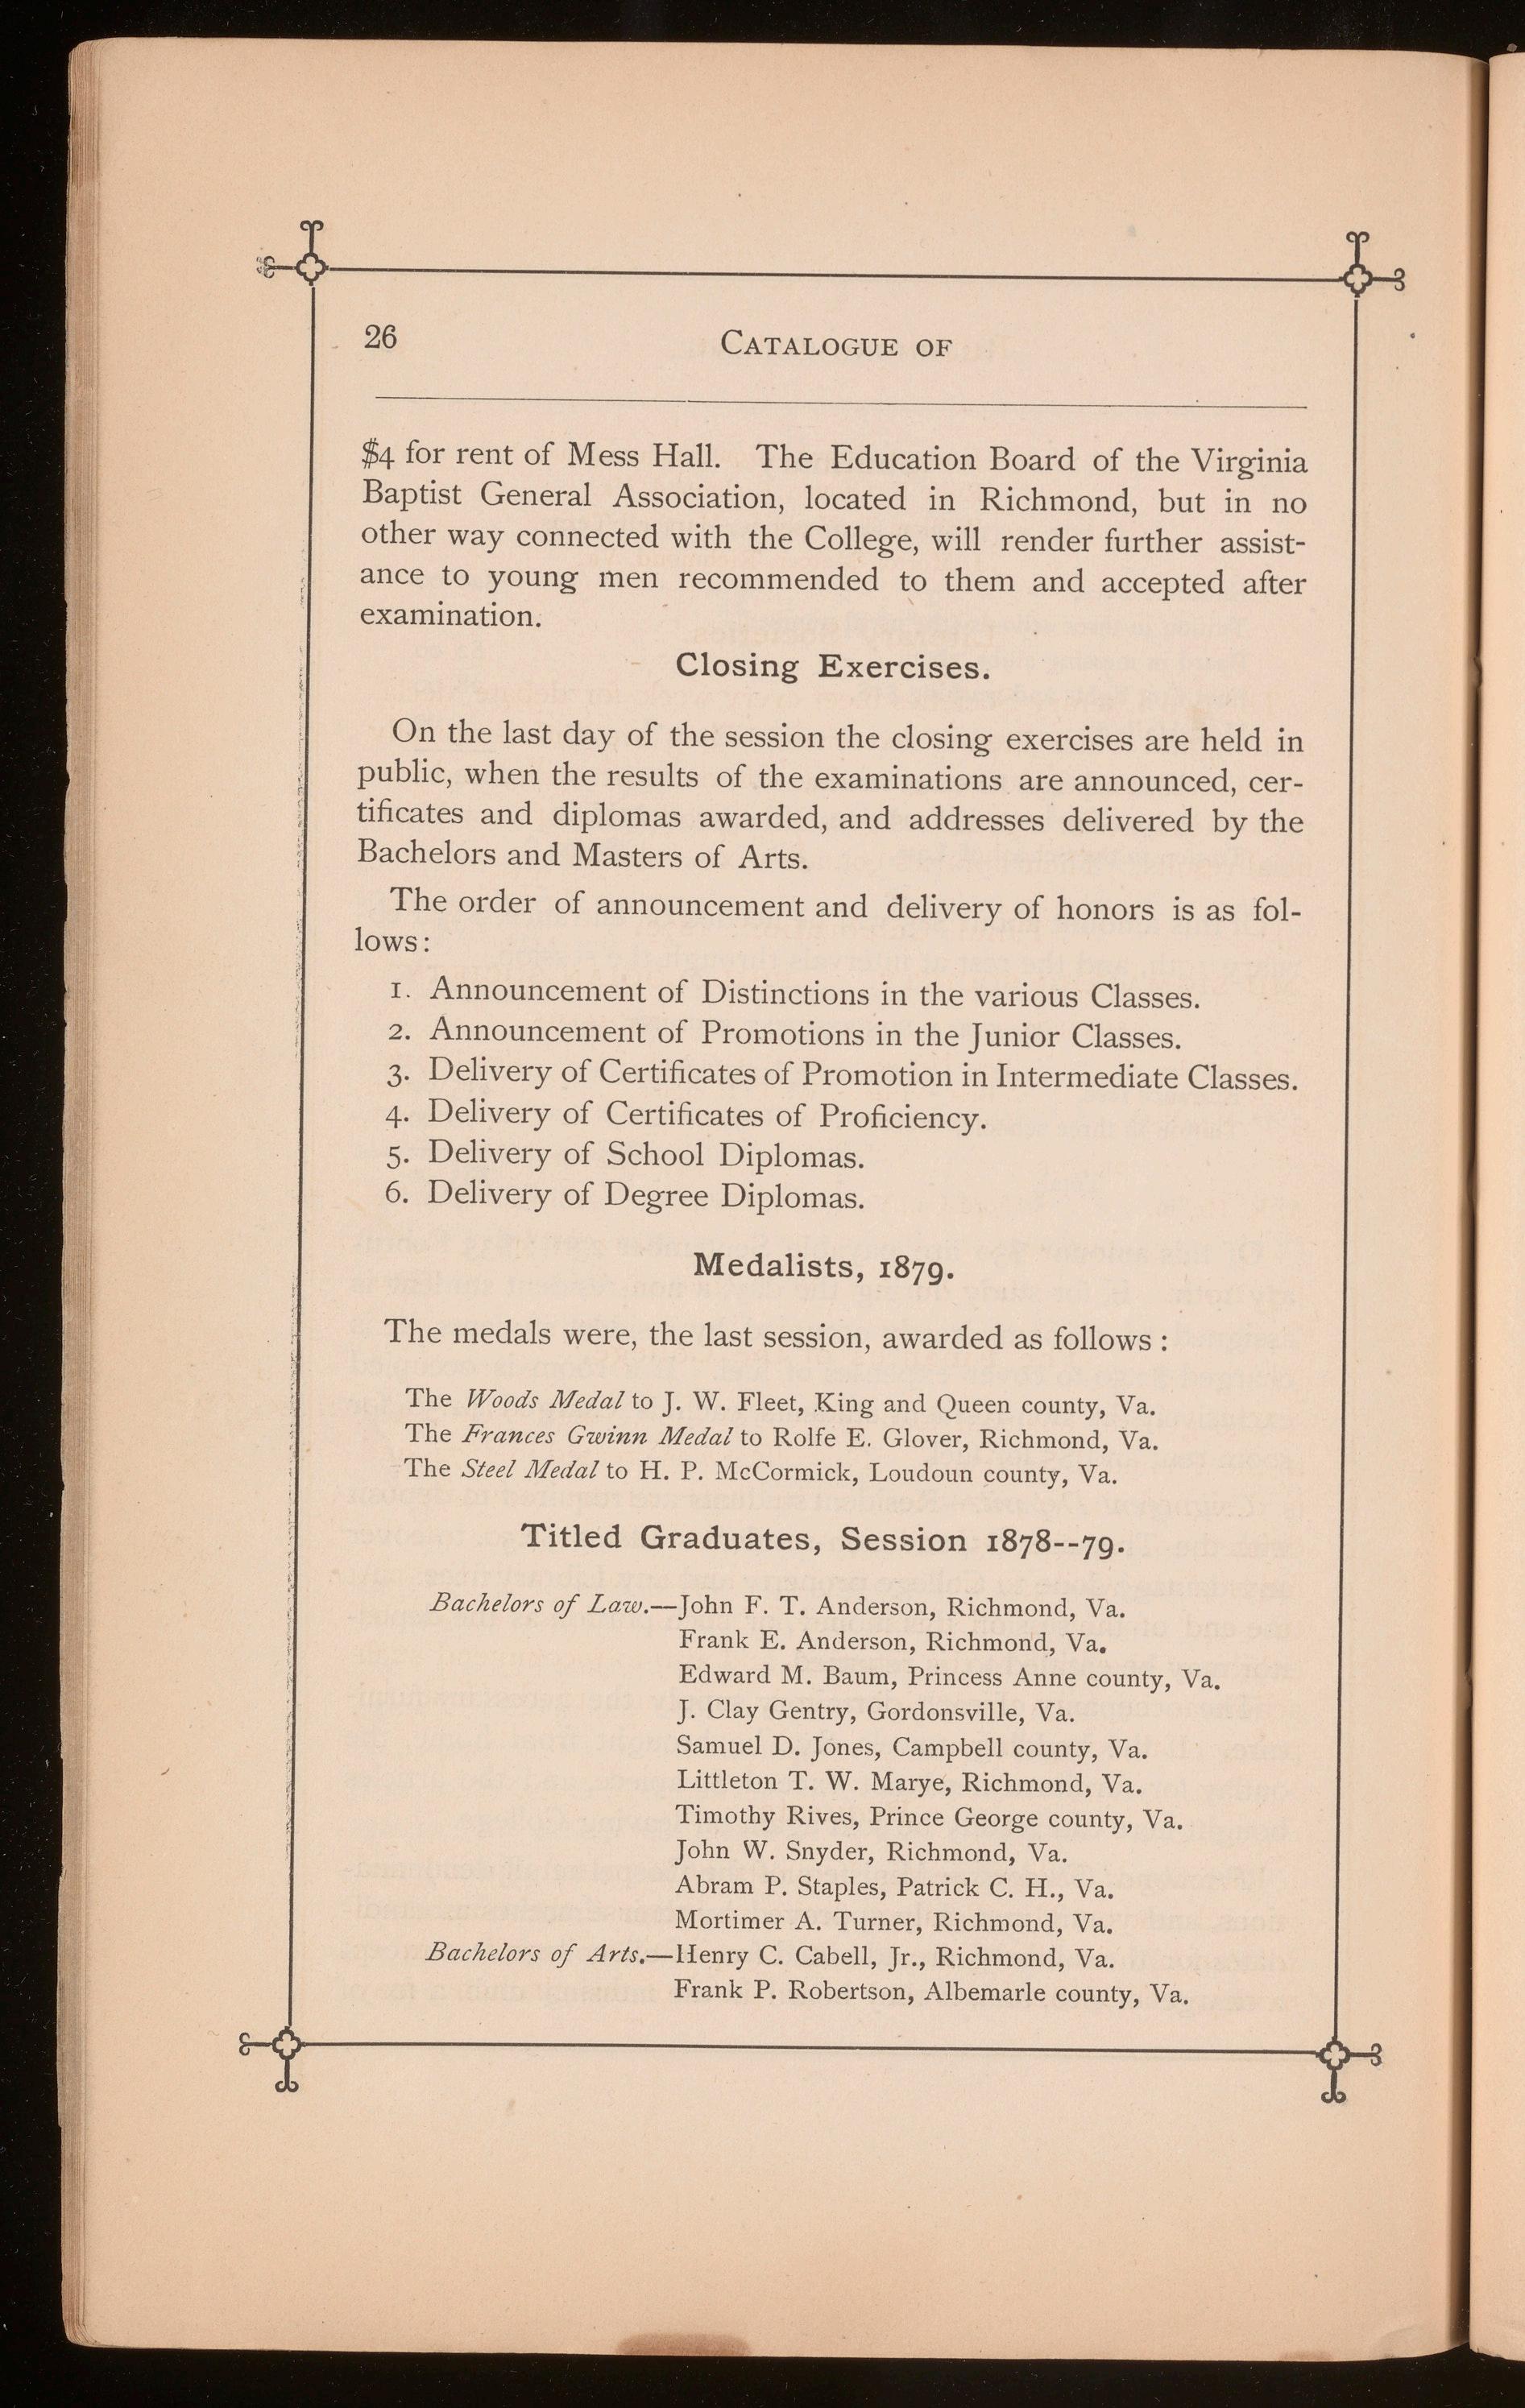 26
CATALOGUE OF
$4 for rent of Mess Hall. The Education Board of the Virginia
Baptist General Association, located in Richmond, but in no
other way connected with the College, will render further assist-
ance to young men recommended to them and accepted after
examination.
Closing Exercises.
On the last day of the session the closing exercises are held in
public, when the results of the examinations are announced, cer-
tificates and diplomas awarded, and addresses delivered by the
Bachelors and Masters of Arts.
The order of announcement and delivery of honors is as fol-
lows:
1. Announcement of Distinctions in the various Classes.
2. Announcement of Promotions in the Junior Classes.
3. Delivery of Certificates of Promotion in Intermediate Classes.
4. Delivery of Certificates of Proficiency.
5. Delivery of School Diplomas.
6. Delivery of Degree Diplomas.
Medalists, 1879.
The medals were, the last session, awarded as follows :
The Woods Medal to J. W. Fleet, King and Queen county, Va.
The Frances Gwinn Medal to Rolfe E. Glover, Richmond, Va.
The Steel Medal to H. P. McCormick, Loudoun county, Va.
Titled Graduates, Session 1878--79.
Bachelors of Law.—John F. T. Anderson, Richmond, Va.
Frank E. Anderson, Richmond, Va.
Edward M. Baum, Princess Anne county, Va.
J. Clay Gentry, Gordonsville, Va.
Samuel D. Jones, Campbell county, Va.
Littleton T. W. Marye, Richmond, Va.
Timothy Rives, Prince George county, Va.
John W. Snyder, Richmond, Va.
Abram P. Staples, Patrick C. H., Va.
Mortimer A. Turner, Richmond, Va.
Bachelors of Arts.—Henry C. Cabell, Jr., Richmond, Va.
Frank P. Robertson, Albemarle county, Va.